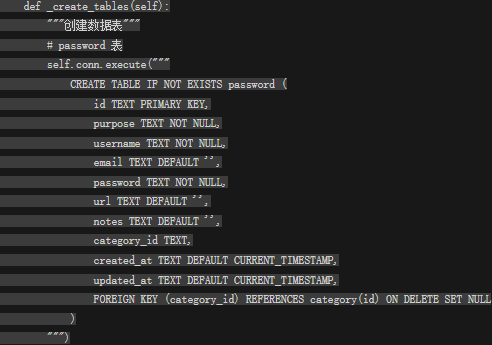 def _create_tables(self):
"""创建数据表"""
# password 表
self.conn.execute("""
CREATE TABLE IF NOT EXISTS password (
id TEXT PRIMARY KEY,
purpose TEXT NOT NULL,
username TEXT NOT NULL,
email TEXT DEFAULT '',
password TEXT NOT NULL,
url TEXT DEFAULT '',
notes TEXT DEFAULT '',
category_id TEXT,
created_at TEXT DEFAULT CURRENT_TIMESTAMP,
updated_at TEXT DEFAULT CURRENT_TIMESTAMP,
FOREIGN KEY (category_id) REFERENCES category(id) ON DELETE SET NULL
)
""")